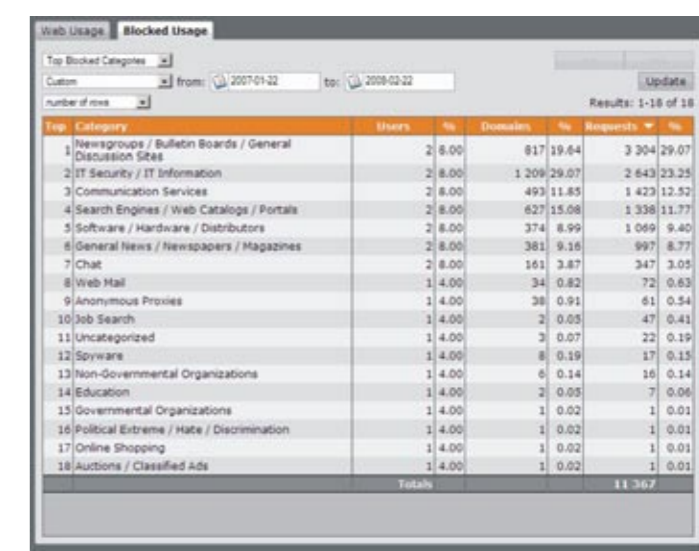 Web Usage Blocked Usage
Top Blocked Categories
Custom from: 2007-01-22 to: 2008-02-22
Update
number of rows Results: 1-18 of 18
Top Category Users % Domains % Requests %
1 Newsgroups / Bulletin Boards / General Discussion Sites 2 8.00 817 19.64 3 304 29.07
2 IT Security / IT Information 2 8.00 1 209 29.07 2 643 23.25
3 Communication Services 2 8.00 493 11.85 1 423 12.52
4 Search Engines / Web Catalogs / Portals 2 8.00 627 15.08 1 338 11.77
5 Software / Hardware / Distributors 2 8.00 374 8.99 1 069 9.40
6 General News / Newspapers / Magazines 2 8.00 381 9.16 997 8.77
7 Chat 2 8.00 161 3.87 347 3.05
8 Web Mail 1 4.00 34 0.82 72 0.63
9 Anonymous Proxies 1 4.00 38 0.91 61 0.54
10 Job Search 1 4.00 2 0.05 47 0.41
11 Uncategorized 1 4.00 3 0.07 22 0.19
12 Spyware 1 4.00 8 0.19 17 0.15
13 Non-Governmental Organizations 1 4.00 6 0.14 16 0.14
14 Education 1 4.00 2 0.05 7 0.06
15 Governmental Organizations 1 4.00 1 0.02 1 0.01
16 Political Extreme / Hate / Discrimination 1 4.00 1 0.02 1 0.01
17 Online Shopping 1 4.00 1 0.02 1 0.01
18 Auctions / Classified Ads 1 4.00 1 0.02 1 0.01
Totals 11 367